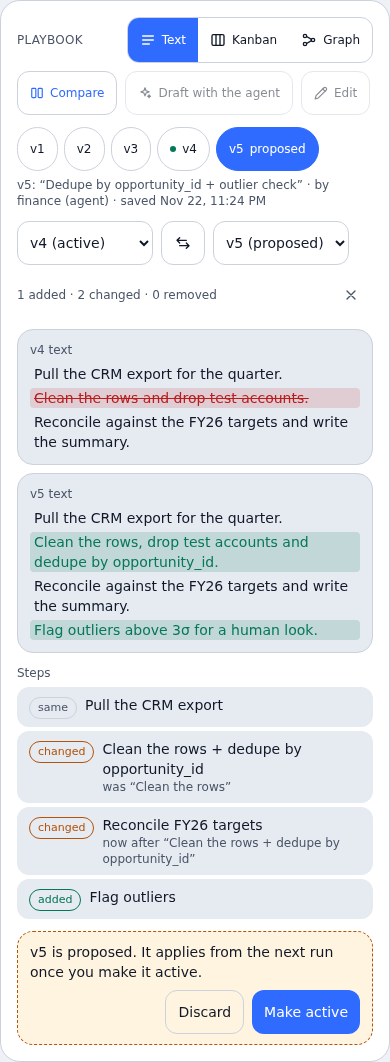 PLAYBOOK Text Kanban Graph
Compare Draft with the agent Edit
v1 v2 v3 v4 v5 proposed
v5: “Dedupe by opportunity_id + outlier check” · by
finance (agent) · saved Nov 22, 11:24 PM
v4 (active) v5 (proposed)
1 added · 2 changed · 0 removed
v4 text
Pull the CRM export for the quarter.
Clean the rows and drop test accounts.
Reconcile against the FY26 targets and write
the summary.
v5 text
Pull the CRM export for the quarter.
Clean the rows, drop test accounts and
dedupe by opportunity_id.
Reconcile against the FY26 targets and write
the summary.
Flag outliers above 3σ for a human look.
Steps
same Pull the CRM export
changed Clean the rows + dedupe by
opportunity_id
was “Clean the rows”
changed Reconcile FY26 targets
now after “Clean the rows + dedupe by
opportunity_id”
added Flag outliers
v5 is proposed. It applies from the next run
once you make it active.
Discard Make active